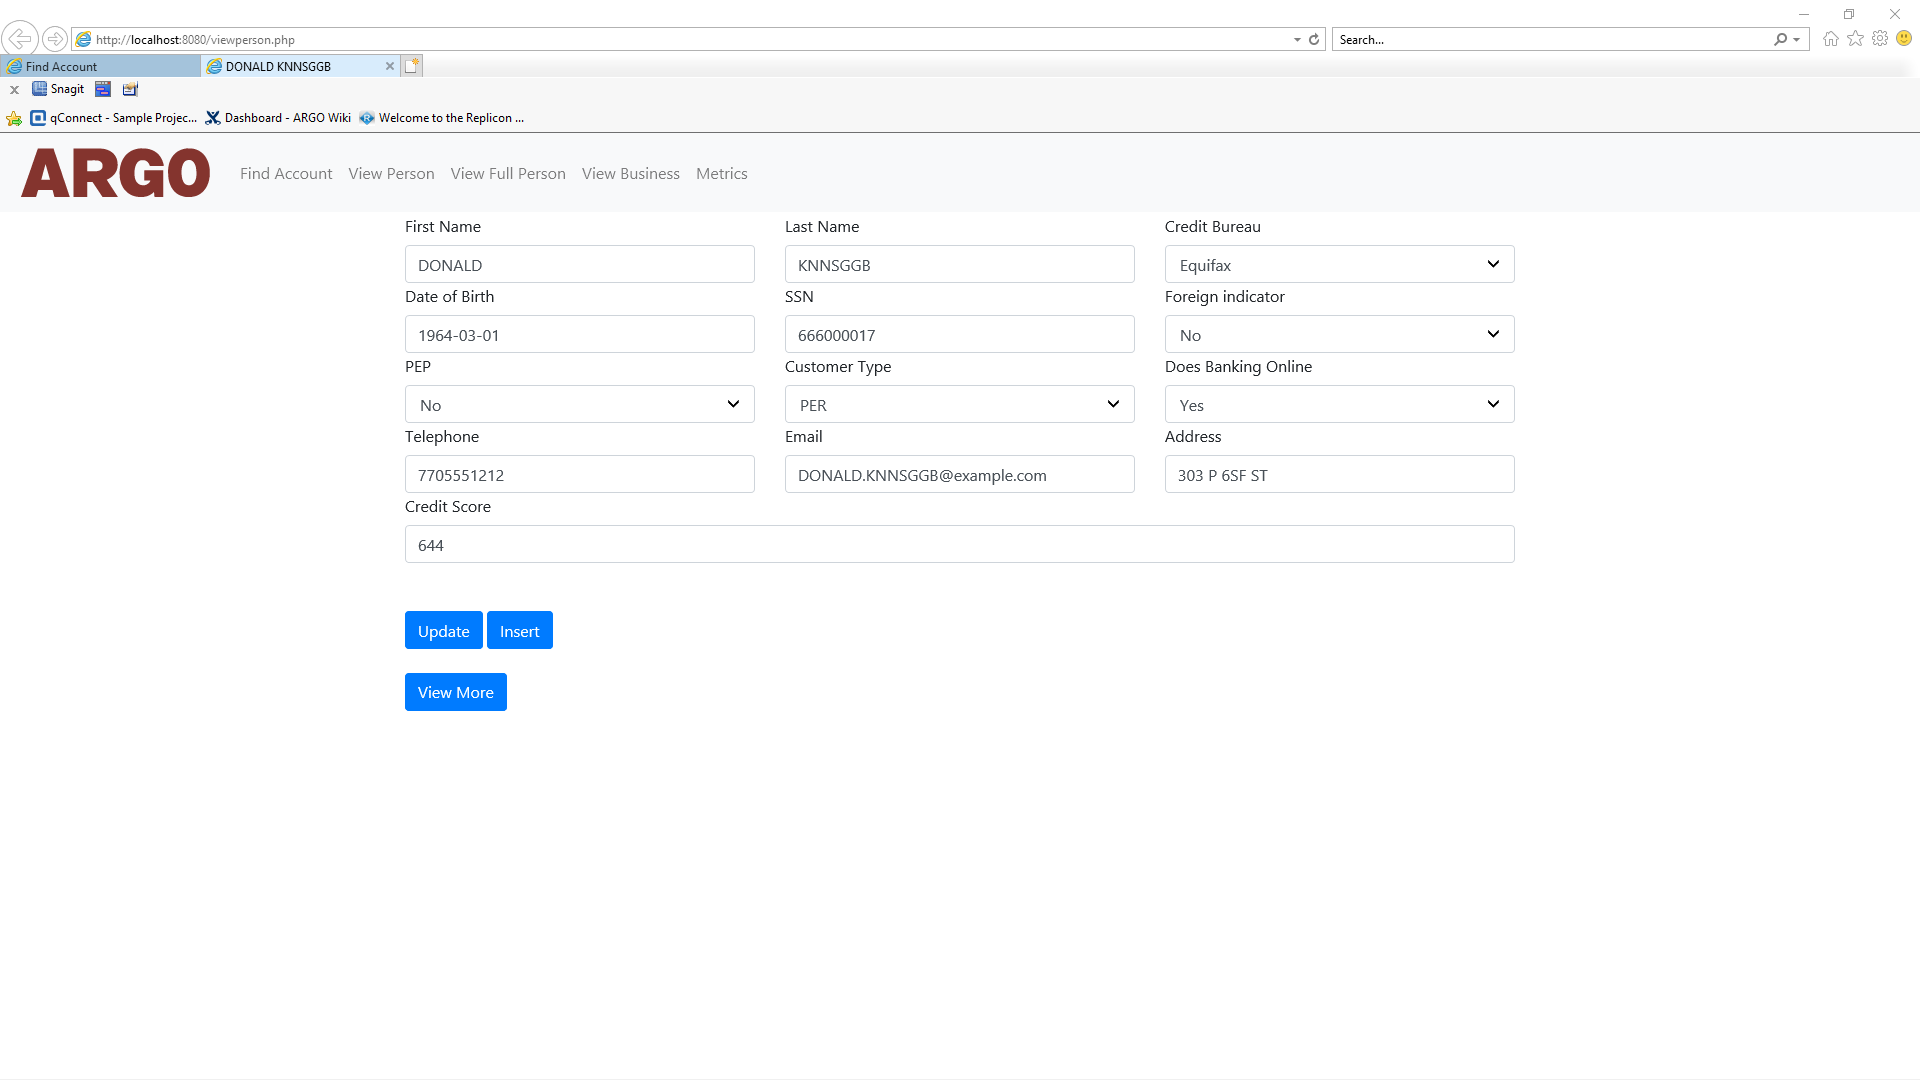 http://localhost:8080/viewperson.php
Search...
Find Account
DONALD KNNSGGB
Snagit
qConnect - Sample Projec...
Dashboard - ARGO Wiki
Welcome to the Replicon ...
ARGO
Find Account
View Person
View Full Person
View Business
Metrics
First Name
Last Name
Credit Bureau
DONALD
KNNSGGB
Equifax
Date of Birth
SSN
Foreign indicator
1964-03-01
666000017
No
PEP
Customer Type
Does Banking Online
No
PER
Yes
Telephone
Email
Address
7705551212
DONALD.KNNSGGB@example.com
303 P 6SF ST
Credit Score
644
Update
Insert
View More